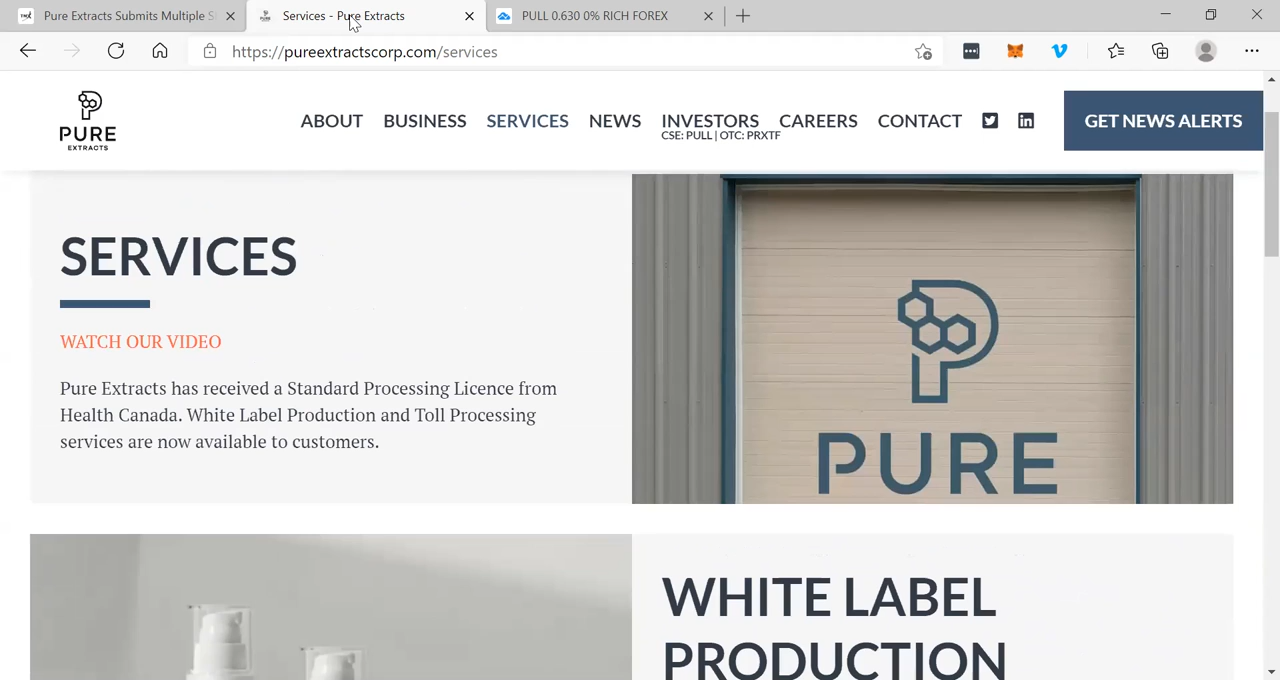 Pure Extracts Submits Multiple S
Services - Pure Extracts
PULL 0.630 0% RICH FOREX
https://pureextractscorp.com/services
PURE
EXTRACTS
ABOUT
BUSINESS
SERVICES
NEWS
INVESTORS
CSE: PULL | OTC: PRXTF
CAREERS
CONTACT
GET NEWS ALERTS
SERVICES
WATCH OUR VIDEO
Pure Extracts has received a Standard Processing Licence from
Health Canada. White Label Production and Toll Processing
services are now available to customers.
PURE
WHITE LABEL
PRODUCTION